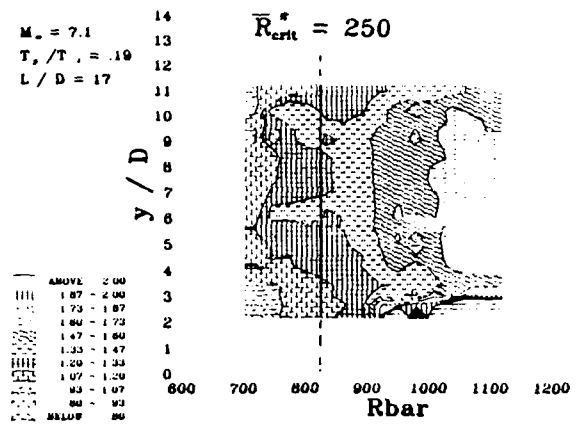 M∞ = 7.1
T /T = .19
L / D = 17
R̅*crit = 250
14
13
12
11
10
9
8
7
6
5
4
3
2
1
0
y / D
600 700 800 900 1000 1100 1200
Rbar
ABOVE 2.00
1.87 - 2.00
1.73 - 1.87
1.60 - 1.73
1.47 - 1.60
1.33 - 1.47
1.20 - 1.33
1.07 - 1.20
.93 - 1.07
.80 - .93
BELOW .80